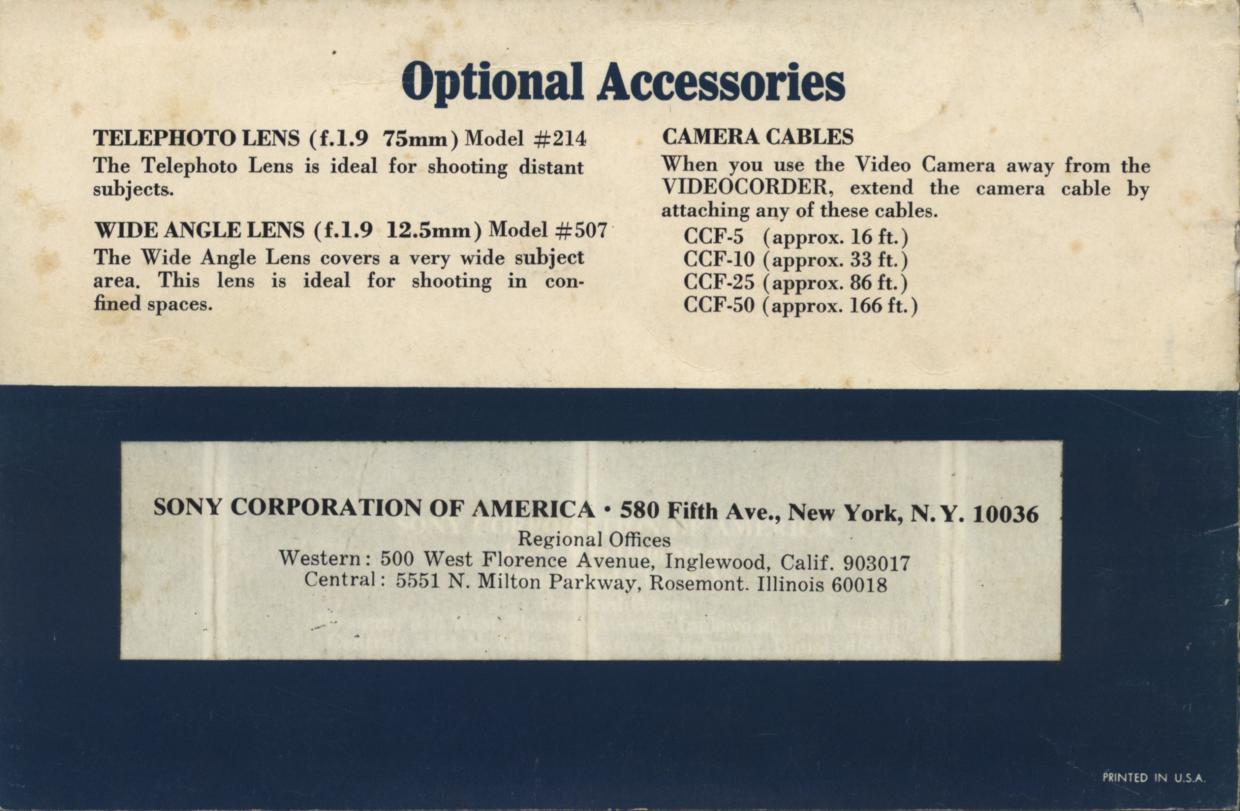 Optional Accessories
TELEPHOTO LENS (f.1.9 75mm) Model #214
The Telephoto Lens is ideal for shooting distant
subjects.
WIDE ANGLE LENS (f.1.9 12.5mm) Model #507
The Wide Angle Lens covers a very wide subject
area. This lens is ideal for shooting in con-
fined spaces.
CAMERA CABLES
When you use the Video Camera away from the
VIDEOCORDER, extend the camera cable by
attaching any of these cables.
CCF-5 (approx. 16 ft.)
CCF-10 (approx. 33 ft.)
CCF-25 (approx. 86 ft.)
CCF-50 (approx. 166 ft.)
SONY CORPORATION OF AMERICA · 580 Fifth Ave., New York, N.Y. 10036
Regional Offices
Western: 500 West Florence Avenue, Inglewood, Calif. 903017
Central: 5551 N. Milton Parkway, Rosemont. Illinois 60018
PRINTED IN U.S.A.